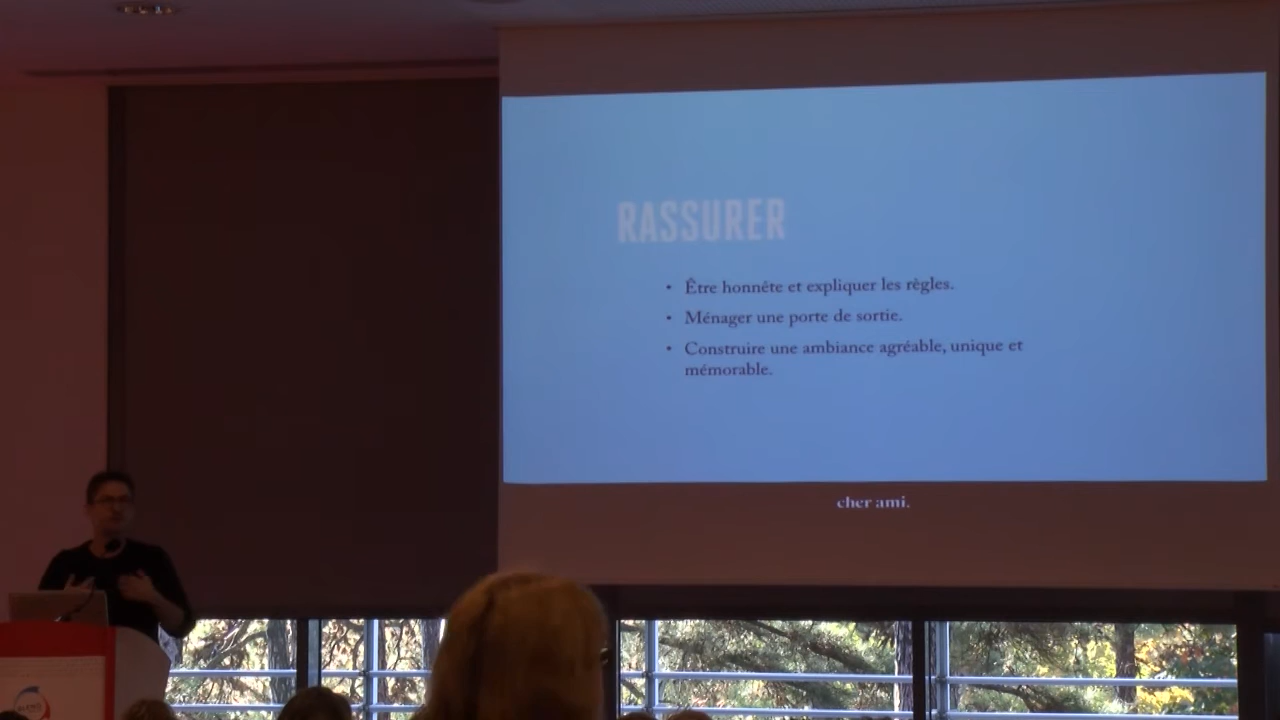 RASSURER
• Être honnête et expliquer les règles.
• Ménager une porte de sortie.
• Construire une ambiance agréable, unique et
mémorable.
cher ami.